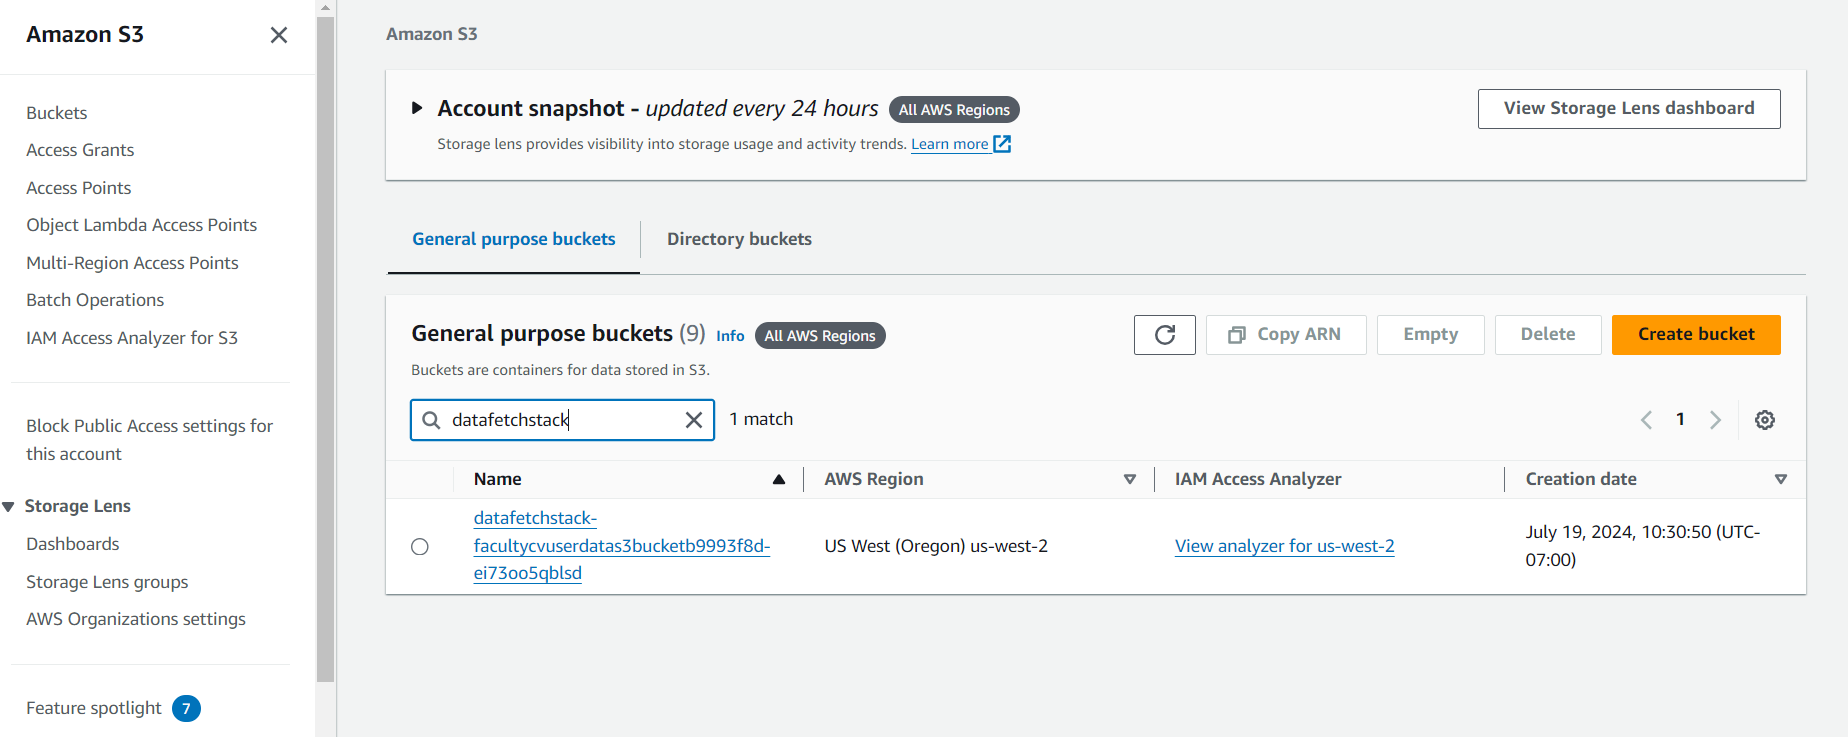 Amazon S3
Buckets
Access Grants
Access Points
Object Lambda Access Points
Multi-Region Access Points
Batch Operations
IAM Access Analyzer for S3
Block Public Access settings for
this account
Storage Lens
Dashboards
Storage Lens groups
AWS Organizations settings
Feature spotlight 7
Amazon S3
Account snapshot - updated every 24 hours All AWS Regions
View Storage Lens dashboard
Storage lens provides visibility into storage usage and activity trends. Learn more
General purpose buckets Directory buckets
General purpose buckets (9) Info All AWS Regions
Copy ARN Empty Delete Create bucket
Buckets are containers for data stored in S3.
datafetchstack 1 match 1
Name AWS Region IAM Access Analyzer Creation date
datafetchstack-
facultycvuserdatas3bucketb9993f8d-
ei73oo5qblsd
US West (Oregon) us-west-2
View analyzer for us-west-2
July 19, 2024, 10:30:50 (UTC-
07:00)